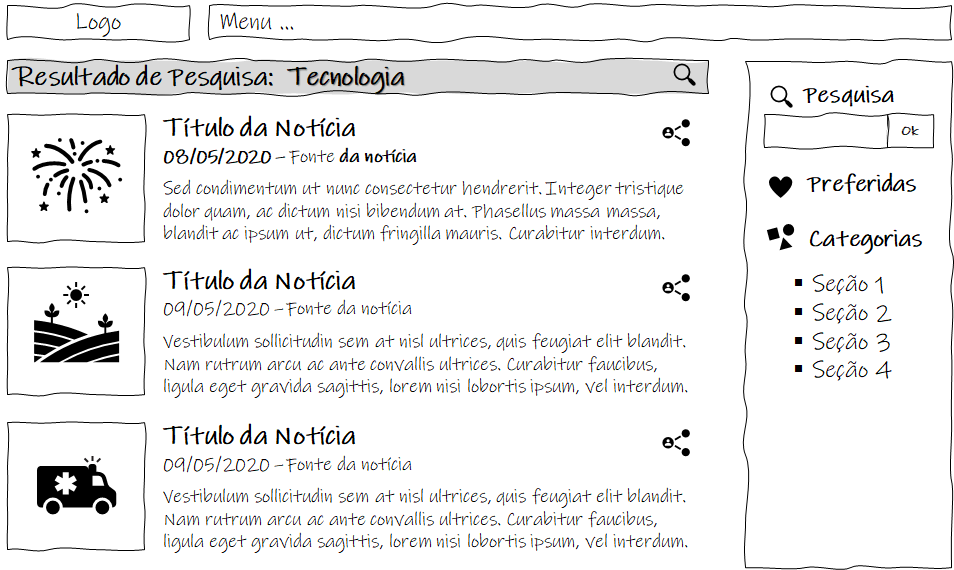 Logo
Menu ...
Resultado de Pesquisa: Tecnologia
Título da Notícia
08/05/2020 – Fonte da notícia
Sed condimentum ut nunc consectetur hendrerit. Integer tristique
dolor quam, ac dictum nisi bibendum at. Phasellus massa massa,
blandit ac ipsum ut, dictum fringilla mauris. Curabitur interdum.
Título da Notícia
09/05/2020 – Fonte da notícia
Vestibulum sollicitudin sem at nisl ultrices, quis feugiat elit blandit.
Nam rutrum arcu ac ante convallis ultrices. Curabitur faucibus,
ligula eget gravida sagittis, lorem nisi lobortis ipsum, vel interdum.
Título da Notícia
09/05/2020 – Fonte da notícia
Vestibulum sollicitudin sem at nisl ultrices, quis feugiat elit blandit.
Nam rutrum arcu ac ante convallis ultrices. Curabitur faucibus,
ligula eget gravida sagittis, lorem nisi lobortis ipsum, vel interdum.
Pesquisa
Ok
Preferidas
Categorias
▪ Seção 1
▪ Seção 2
▪ Seção 3
▪ Seção 4